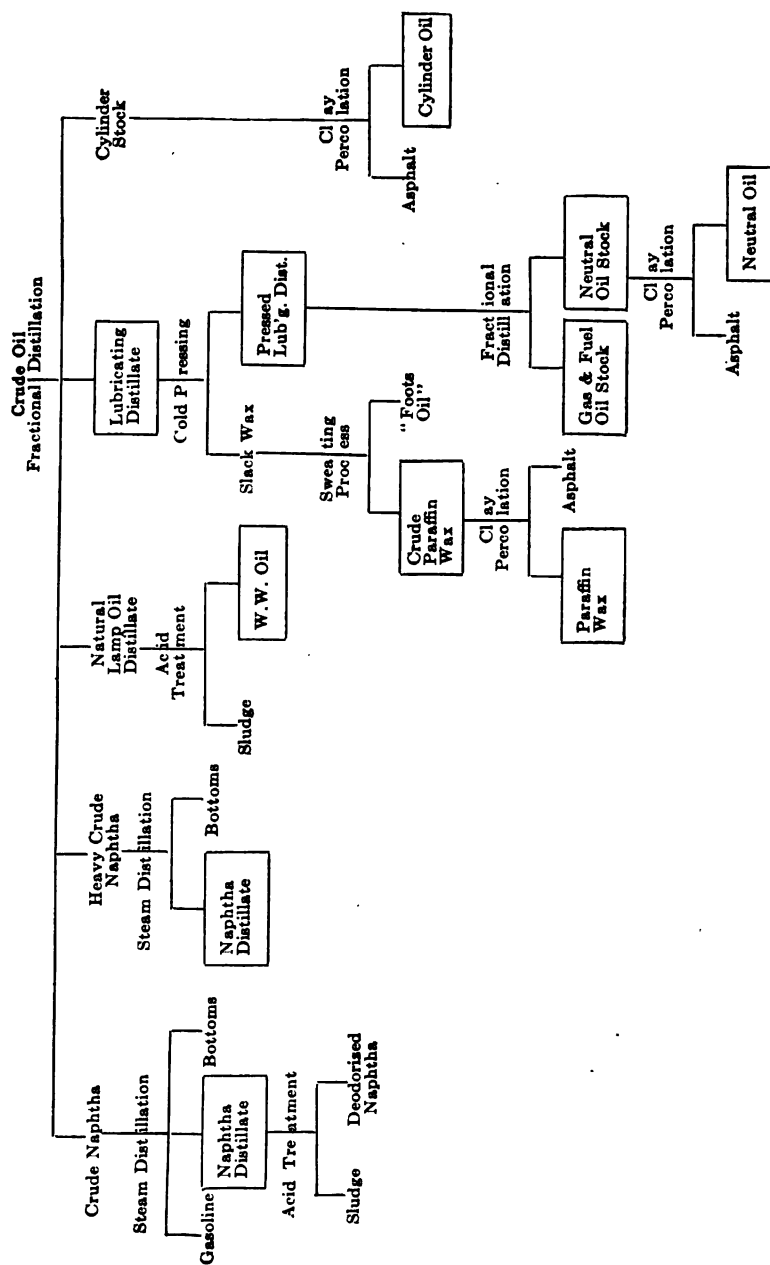 Crude Oil
Fractional Distillation
Crude Naphtha
Steam Distillation
Gasoline
Naphtha
Distillate
Bottoms
Acid Treatment
Sludge
Deodorised
Naphtha
Heavy Crude
Naphtha
Steam Distillation
Naphtha
Distillate
Bottoms
Natural
Lamp Oil
Distillate
Acid
Treatment
Sludge
W.W. Oil
Lubricating
Distillate
Cold Pressing
Slack Wax
Sweating
Process
Crude
Paraffin
Wax
"Foots
Oil"
Clay
Percolation
Paraffin
Wax
Asphalt
Pressed
Lub'g. Dist.
Fractional
Distillation
Gas & Fuel
Oil Stock
Neutral
Oil Stock
Clay
Percolation
Asphalt
Neutral Oil
Cylinder
Stock
Clay
Percolation
Asphalt
Cylinder Oil